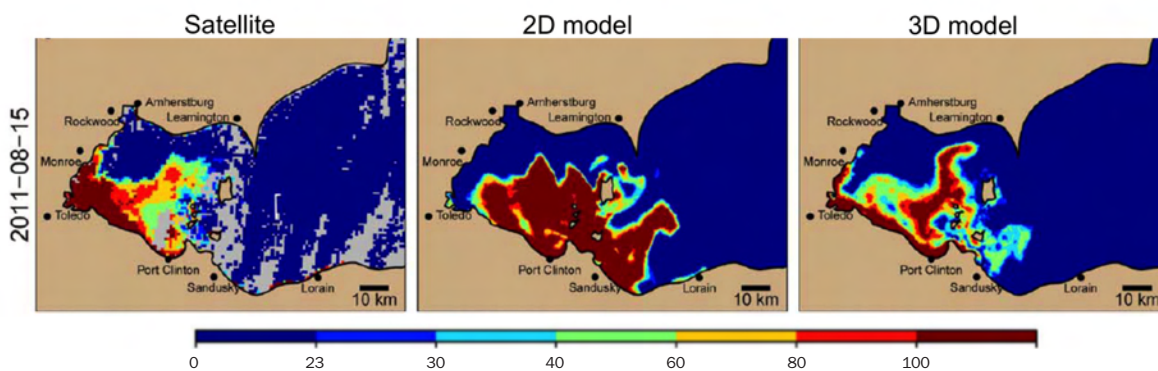 Satellite
2D model
3D model
2011-08-15
Amherstburg
Leamington
Rockwood
Monroe
Toledo
Port Clinton
Sandusky
Lorain
10 km
Amherstburg
Leamington
Rockwood
Monroe
Toledo
Port Clinton
Sandusky
Lorain
10 km
Amherstburg
Leamington
Rockwood
Monroe
Toledo
Port Clinton
Sandusky
Lorain
10 km
0 23 30 40 60 80 100